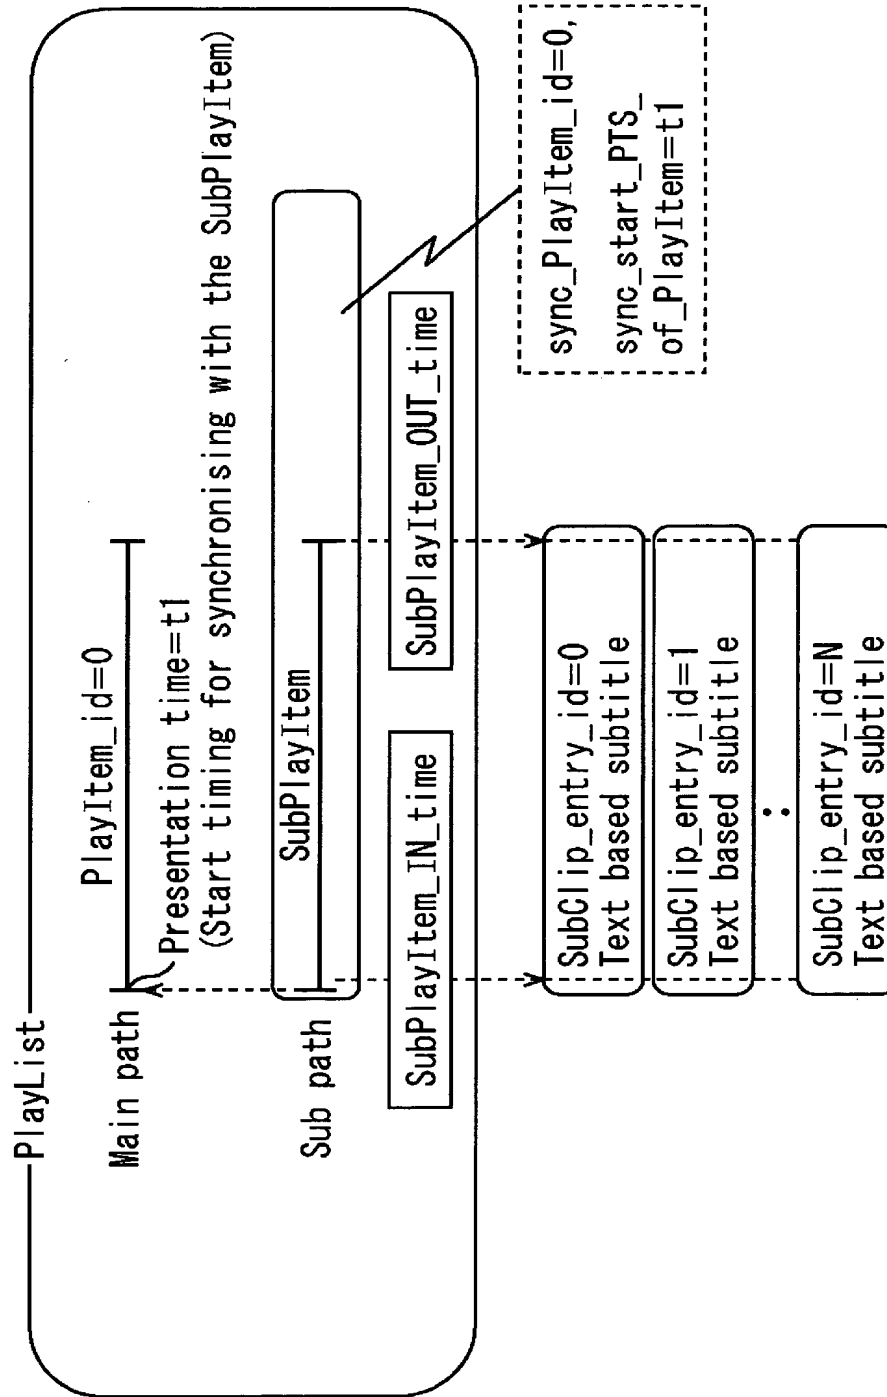 PlayList
Main path
PlayItem_id=0
Presentation time=t1
(Start timing for synchronising with the SubPlayItem)
Sub path
SubPlayItem
SubPlayItem_IN_time
SubPlayItem_OUT_time
sync_PlayItem_id=0,
sync_start_PTS_
of_PlayItem=t1
SubClip_entry_id=0
Text based subtitle
SubClip_entry_id=1
Text based subtitle
SubClip_entry_id=N
Text based subtitle